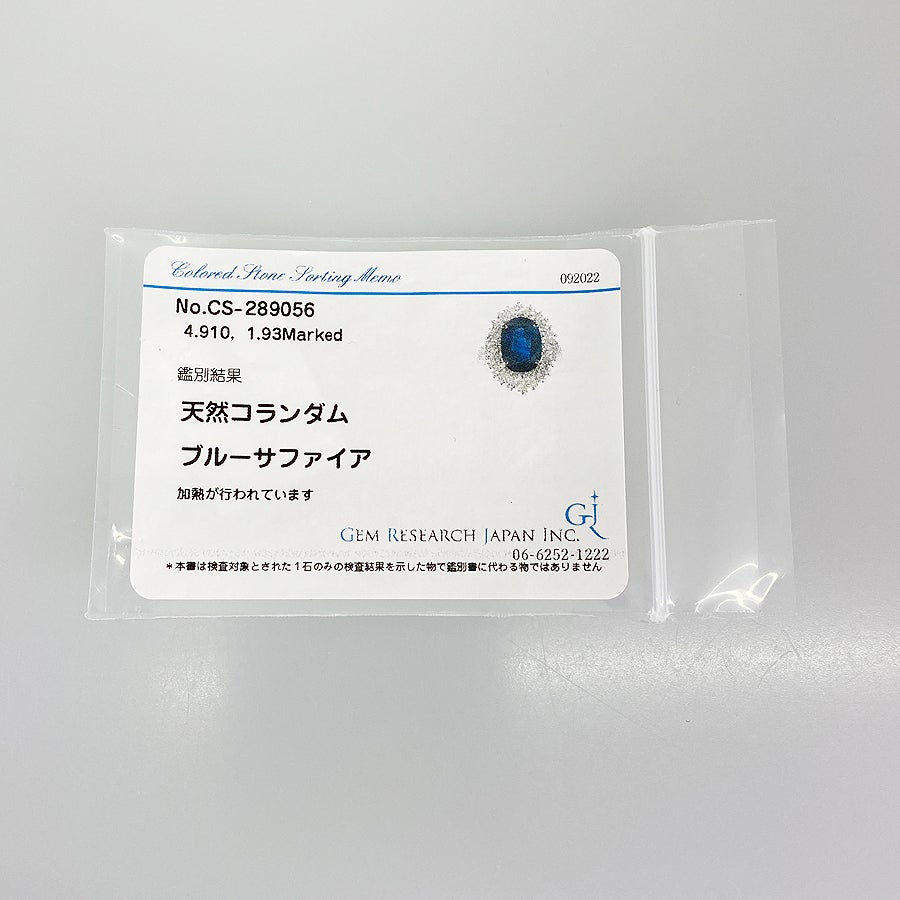 Colored Stone Sorting Memo
092022
No.CS-289056
4.910, 1.93Marked
鑑別結果
天然コランダム
ブルーサファイア
加熱が行われています
GJ
GEM RESEARCH JAPAN INC.
06-6252-1222
*本書は検査対象とされた1石のみの検査結果を示した物で鑑別書に代わる物ではありません